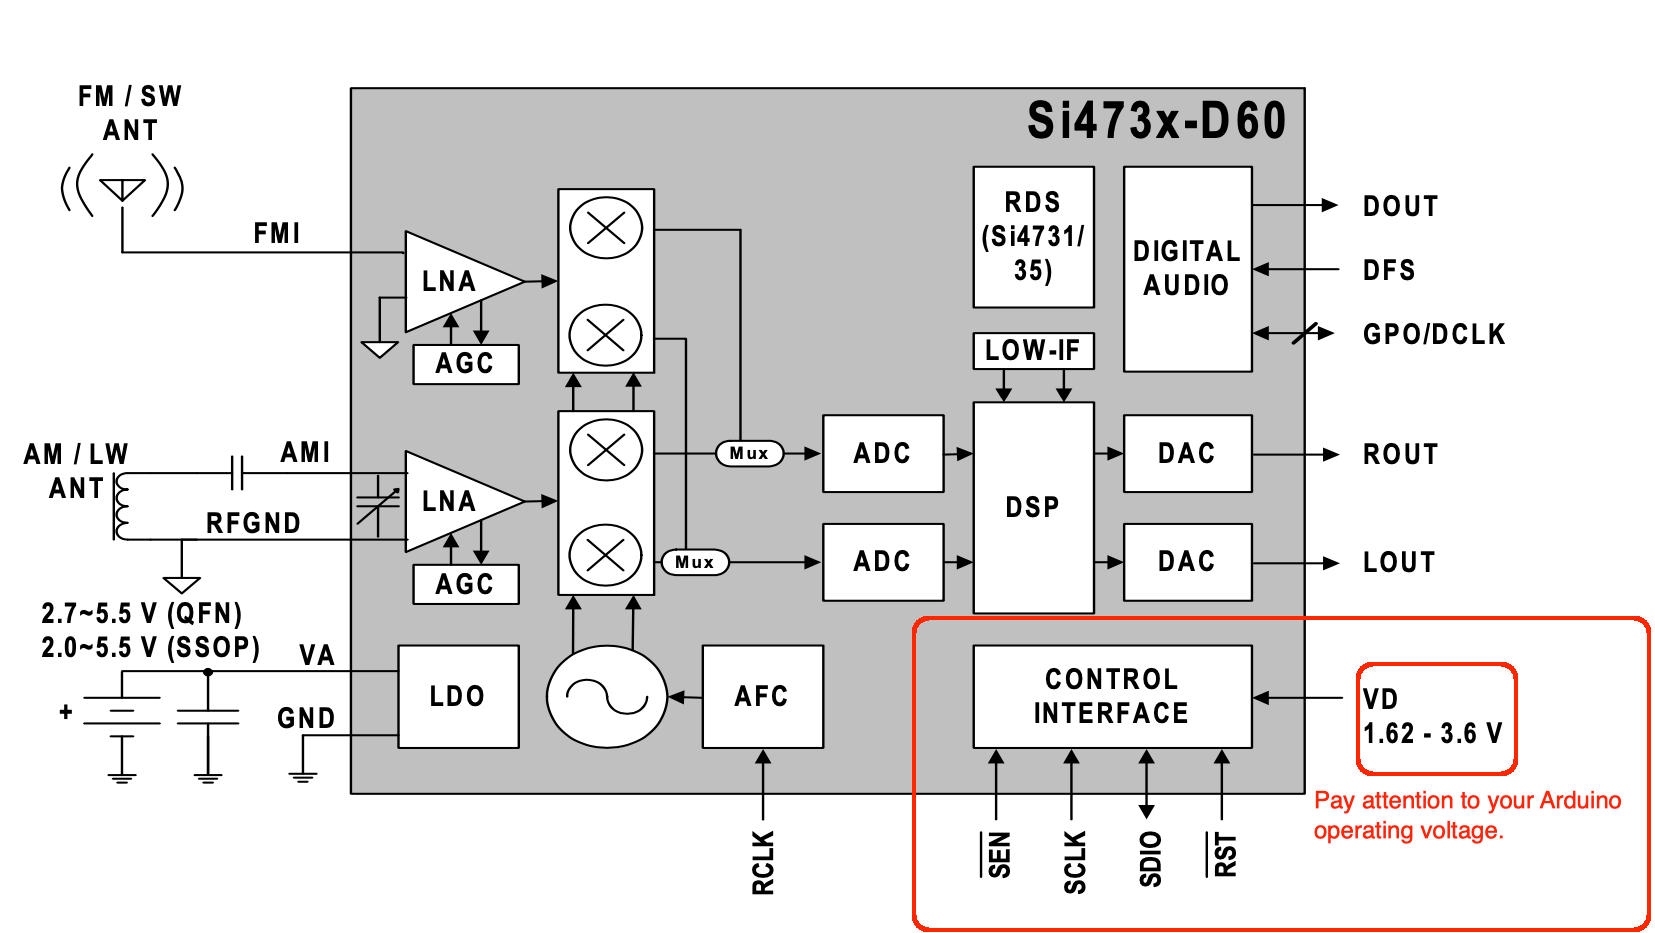 Si473x-D60
FM / SW
ANT
FMI
LNA
AGC
RDS
(Si4731/
35)
DIGITAL
AUDIO
DOUT
DFS
GPO/DCLK
LOW-IF
AM / LW
ANT
AMI
RFGND
LNA
AGC
Mux
Mux
ADC
ADC
DSP
DAC
DAC
ROUT
LOUT
2.7~5.5 V (QFN)
2.0~5.5 V (SSOP)
VA
+
GND
LDO
AFC
RCLK
CONTROL
INTERFACE
VD
1.62 - 3.6 V
Pay attention to your Arduino
operating voltage.
SEN
SCLK
SDIO
RST